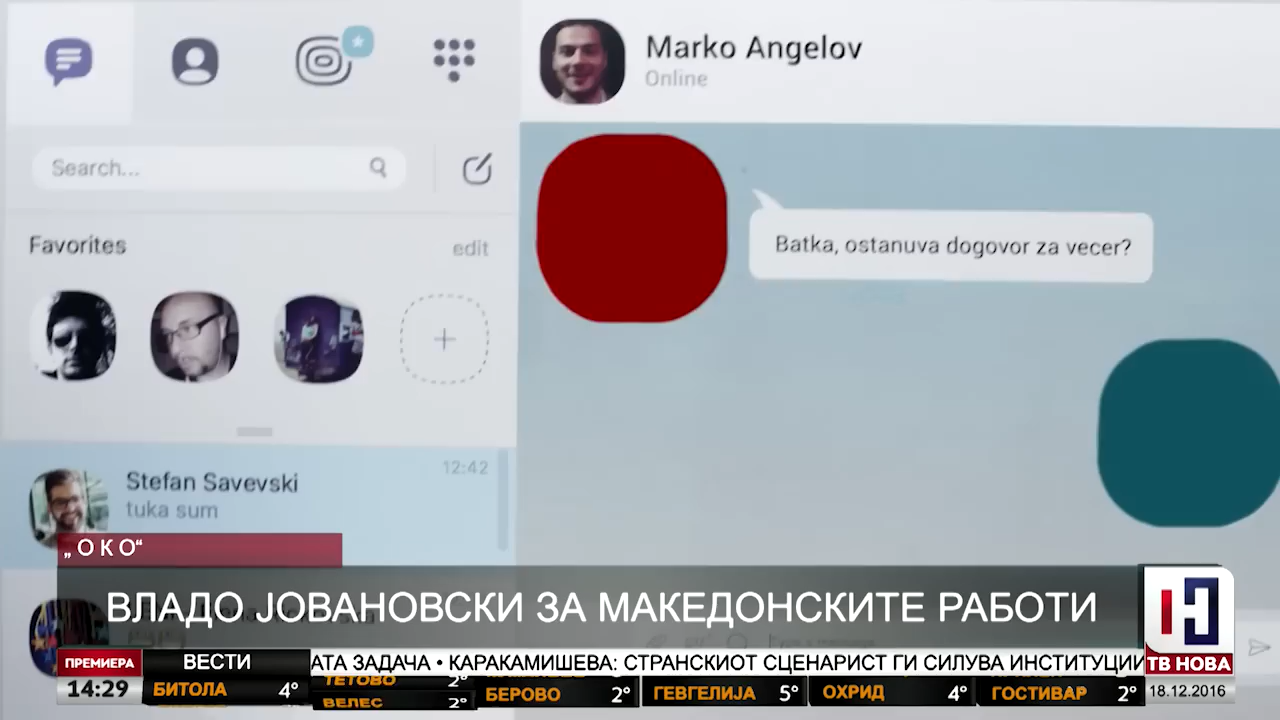 Marko Angelov
Online
Search...
Batka, ostanuva dogovor za vecer?
Favorites
edit
Stefan Savevski
12:42
tuka sum
„ О К О“
ВЛАДО ЈОВАНОВСКИ ЗА МАКЕДОНСКИТЕ РАБОТИ
ПРЕМИЕРА
ВЕСТИ
АТА ЗАДАЧА • КАРАКАМИШЕВА: СТРАНСКИОТ СЦЕНАРИСТ ГИ СИЛУВА ИНСТИТУЦИИ
ТВ НОВА
14:29
БИТОЛА 4°
ТЕТОВО 2°
ВЕЛЕС 2°
БЕРОВО 2°
ГЕВГЕЛИЈА 5°
ОХРИД 4°
ГОСТИВАР 2°
18.12.2016